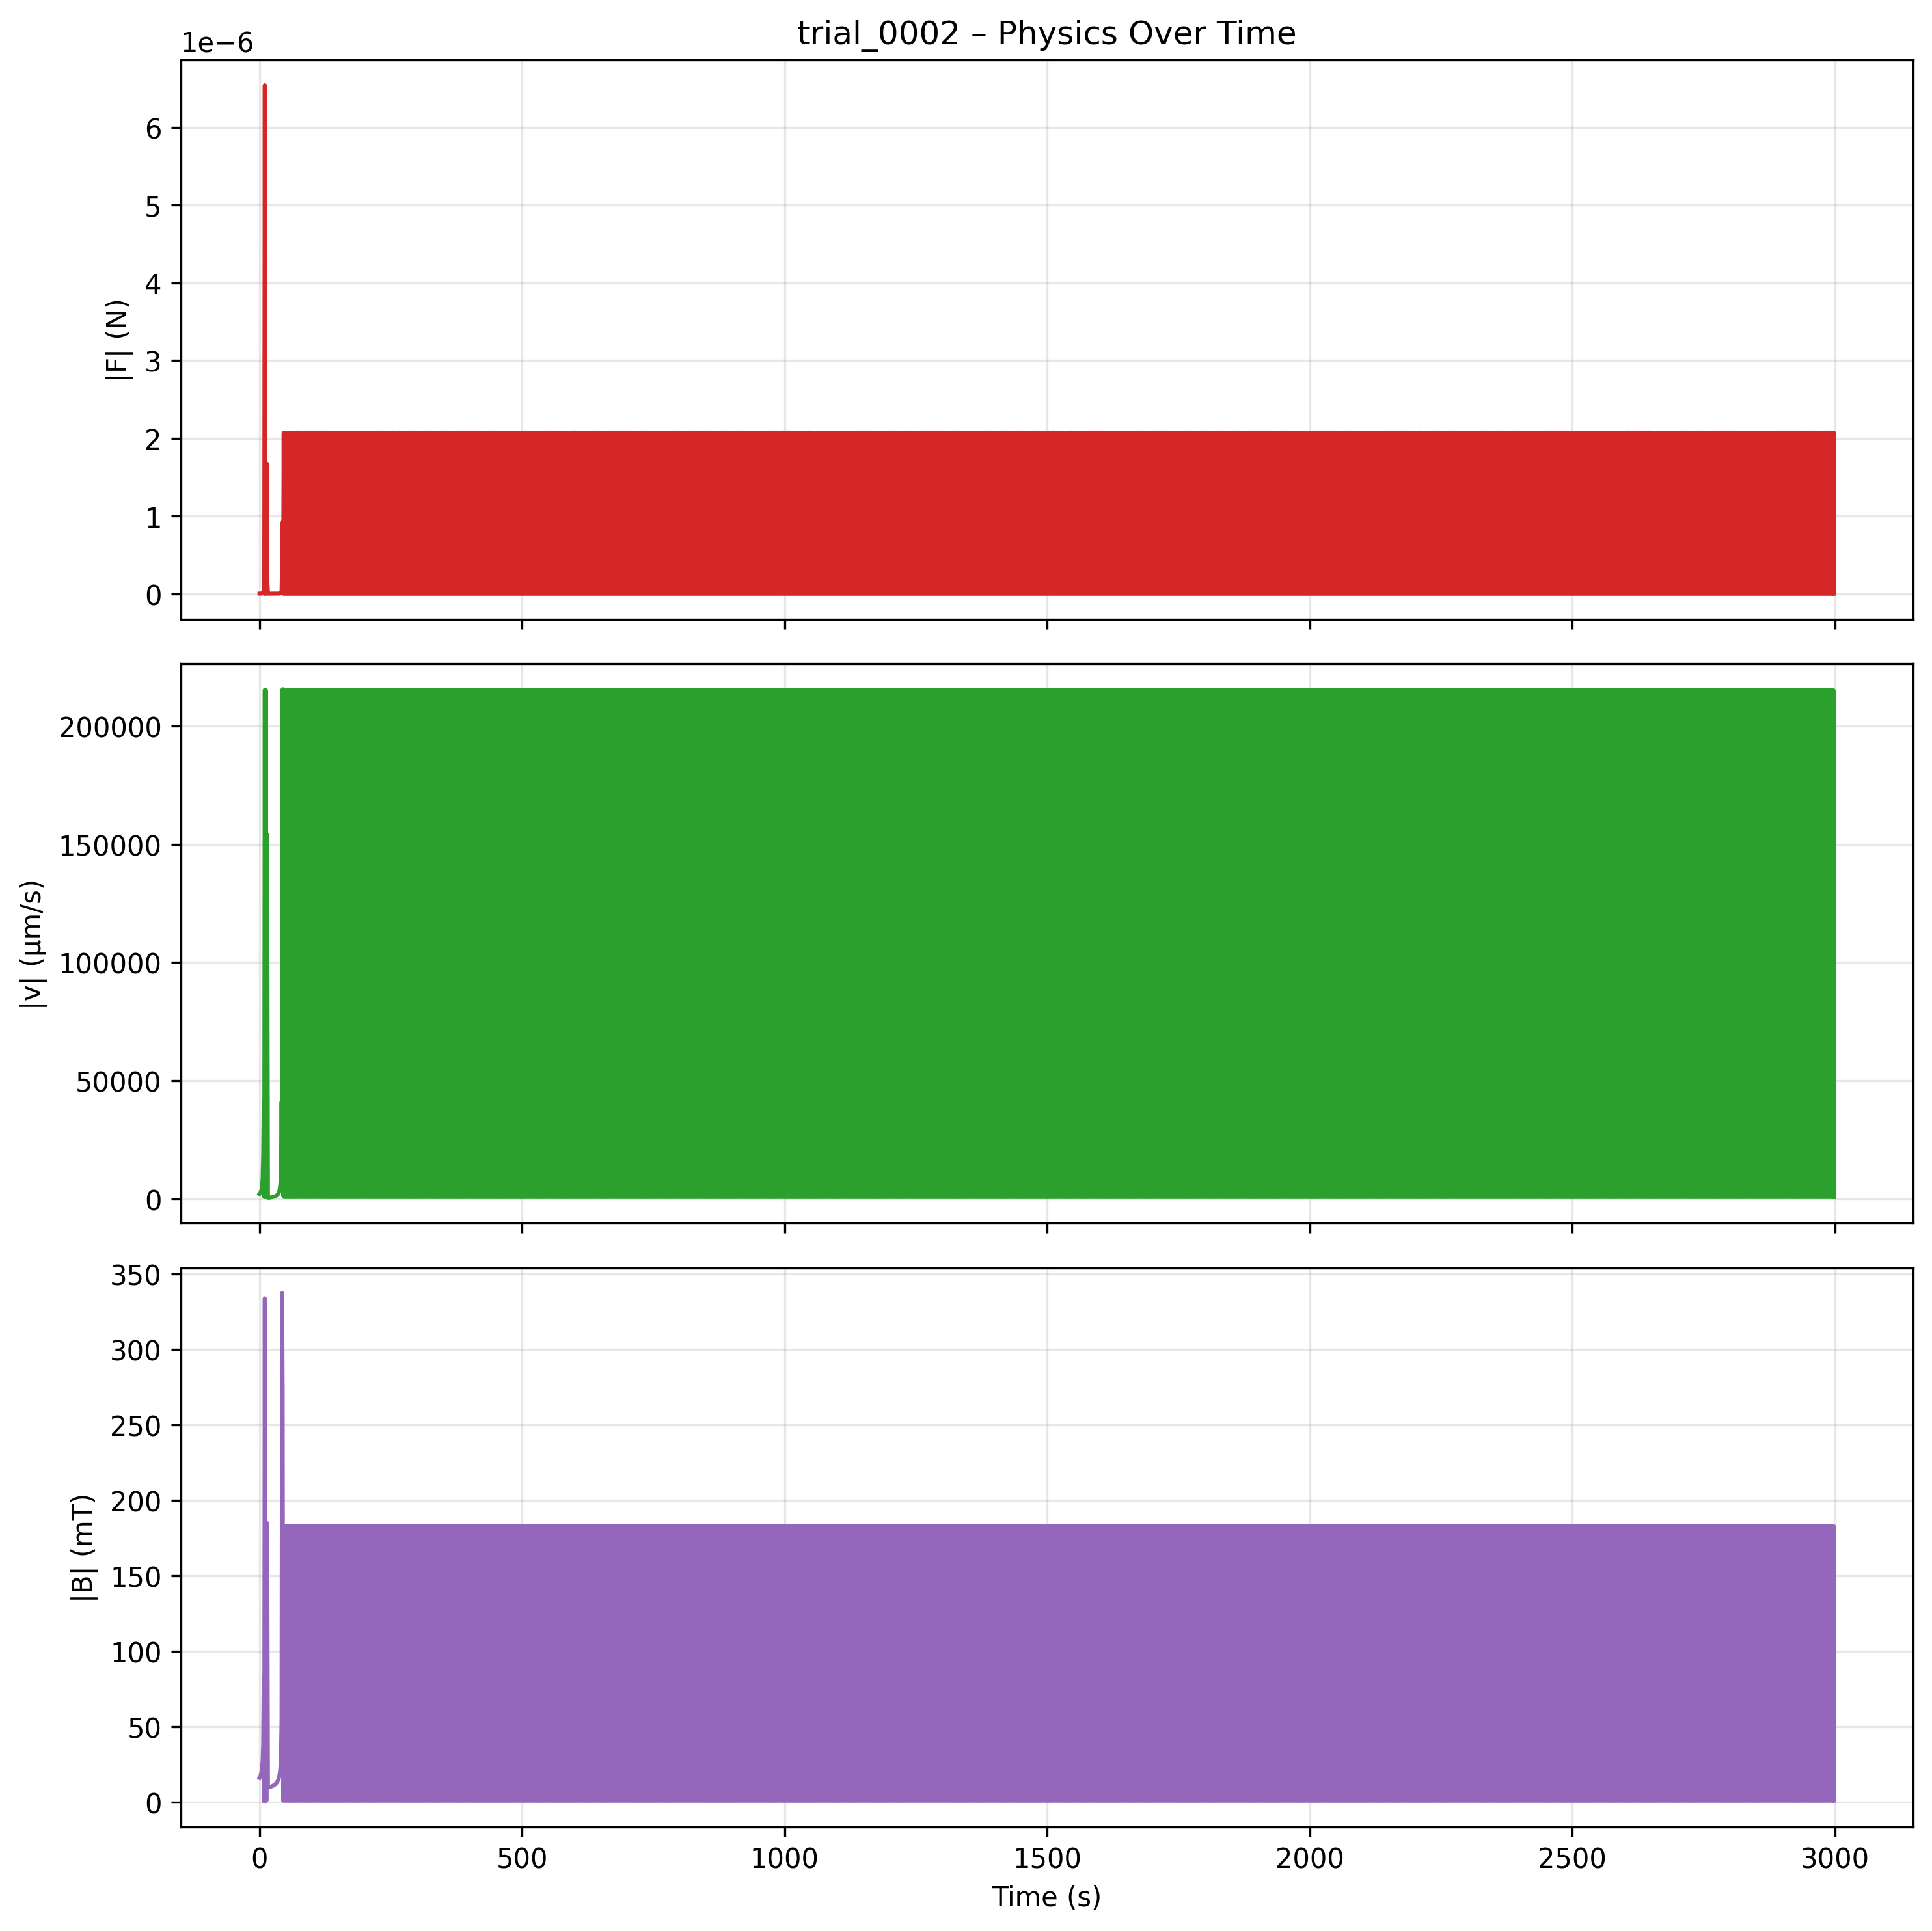 trial_0002 – Physics Over Time
1e−6
6
5
4
3
2
1
0
|F| (N)
200000
150000
100000
50000
0
|v| (µm/s)
350
300
250
200
150
100
50
0
|B| (mT)
0 500 1000 1500 2000 2500 3000
Time (s)